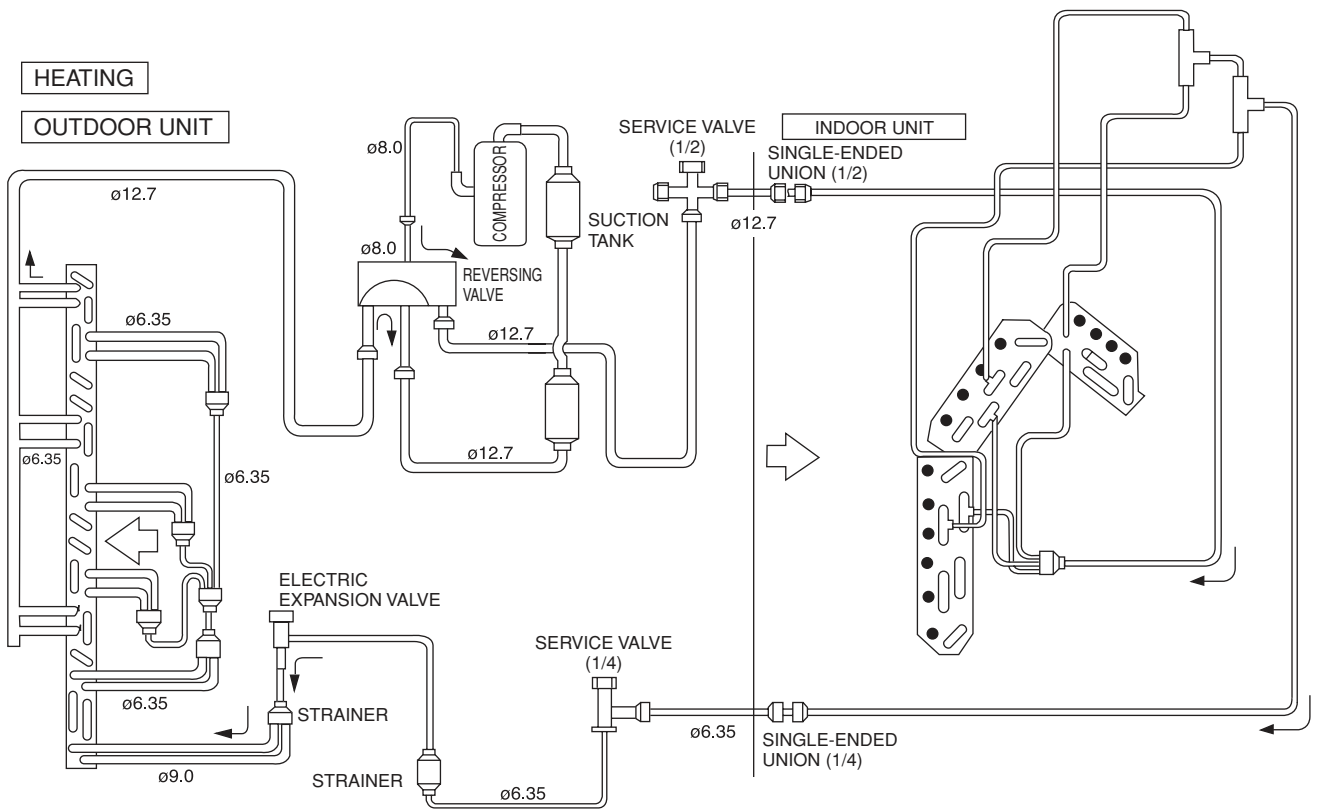 HEATING
OUTDOOR UNIT
INDOOR UNIT
SERVICE VALVE
(1/2)
SINGLE-ENDED
UNION (1/2)
ø8.0
COMPRESSOR
ø12.7
SUCTION
TANK
ø12.7
ø8.0
REVERSING
VALVE
ø6.35
ø12.7
ø12.7
ø6.35
ø6.35
ELECTRIC
EXPANSION VALVE
SERVICE VALVE
(1/4)
ø6.35
STRAINER
ø6.35
SINGLE-ENDED
UNION (1/4)
ø9.0
STRAINER
ø6.35